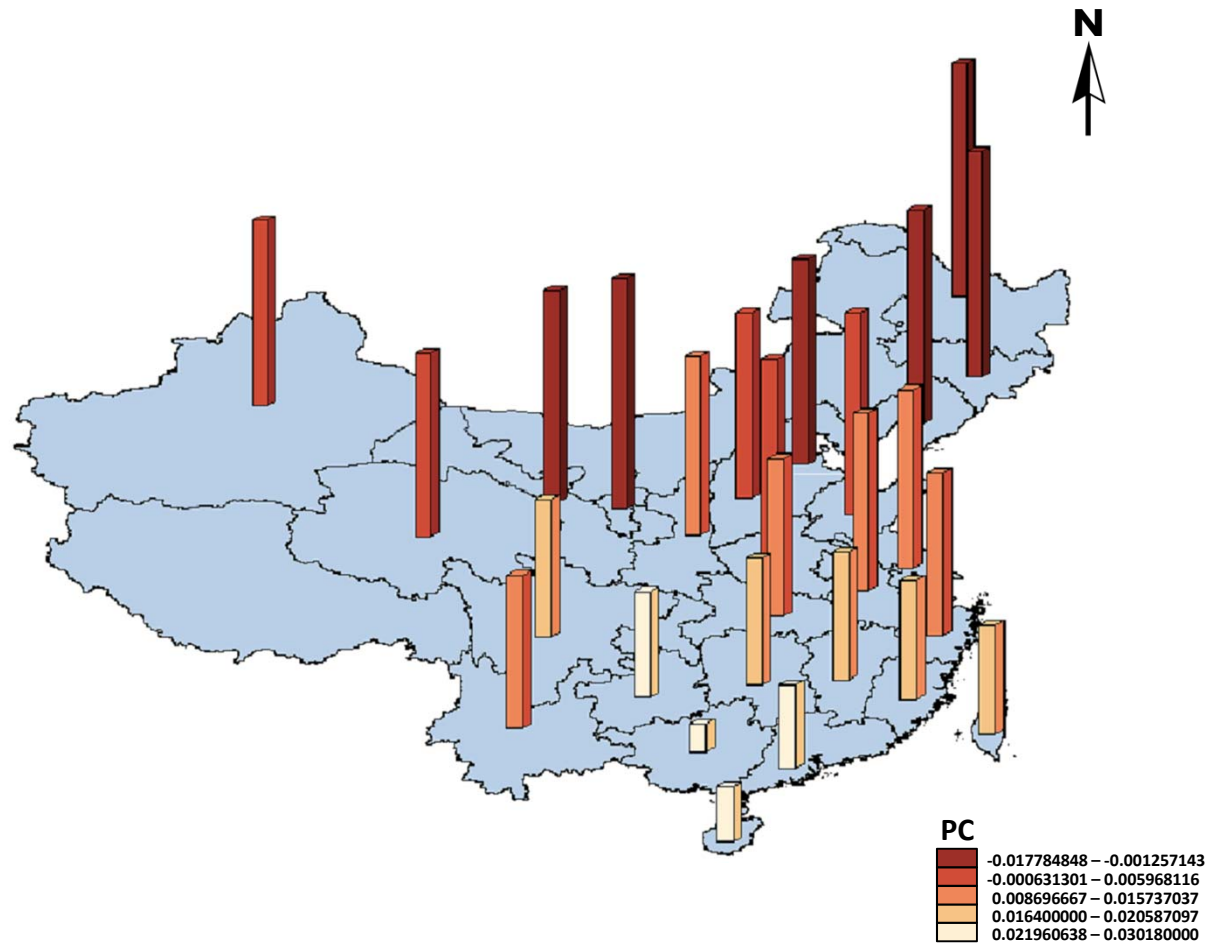 N
PC
-0.017784848 – -0.001257143
-0.000631301 – 0.005968116
0.008696667 – 0.015737037
0.016400000 – 0.020587097
0.021960638 – 0.030180000